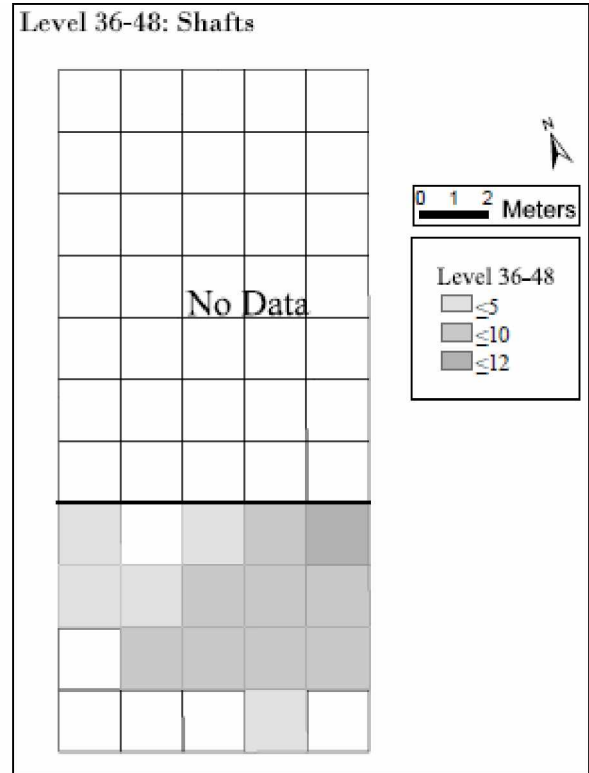 Level 36-48: Shafts
N
0 1 2 Meters
Level 36-48
≤5
≤10
≤12
No Data